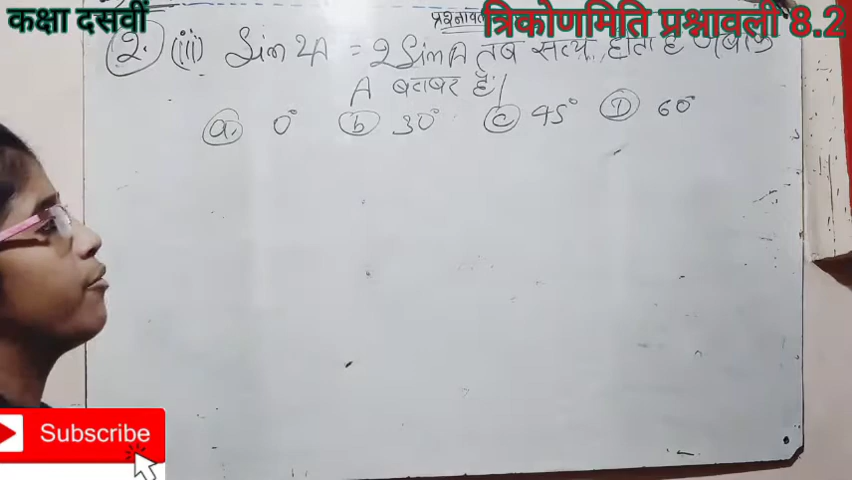 कक्षा दसवीं
त्रिकोणमिति प्रश्नावली 8.2
2. (iii) Sin 2A = 2 Sin A तब सत्य होता है जबकि
A बराबर है।
a. 0° b 30° c 45° D 60°
Subscribe